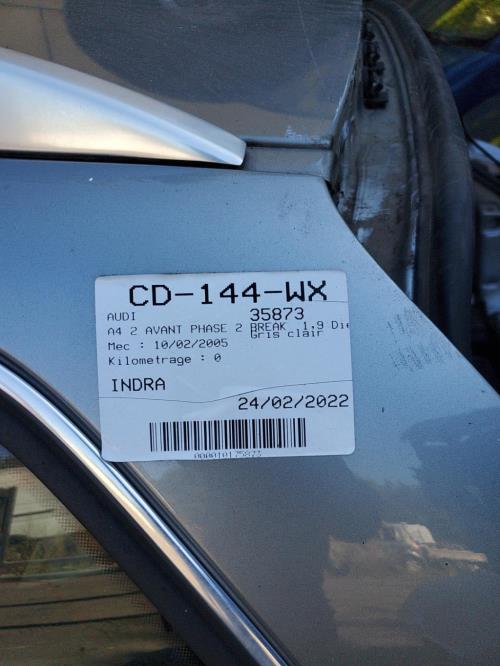 CD-144-WX
AUDI 35873
A4 2 AVANT PHASE 2 BREAK 1.9 Die
Gris clair
Mec : 10/02/2005
Kilometrage : 0
INDRA
24/02/2022